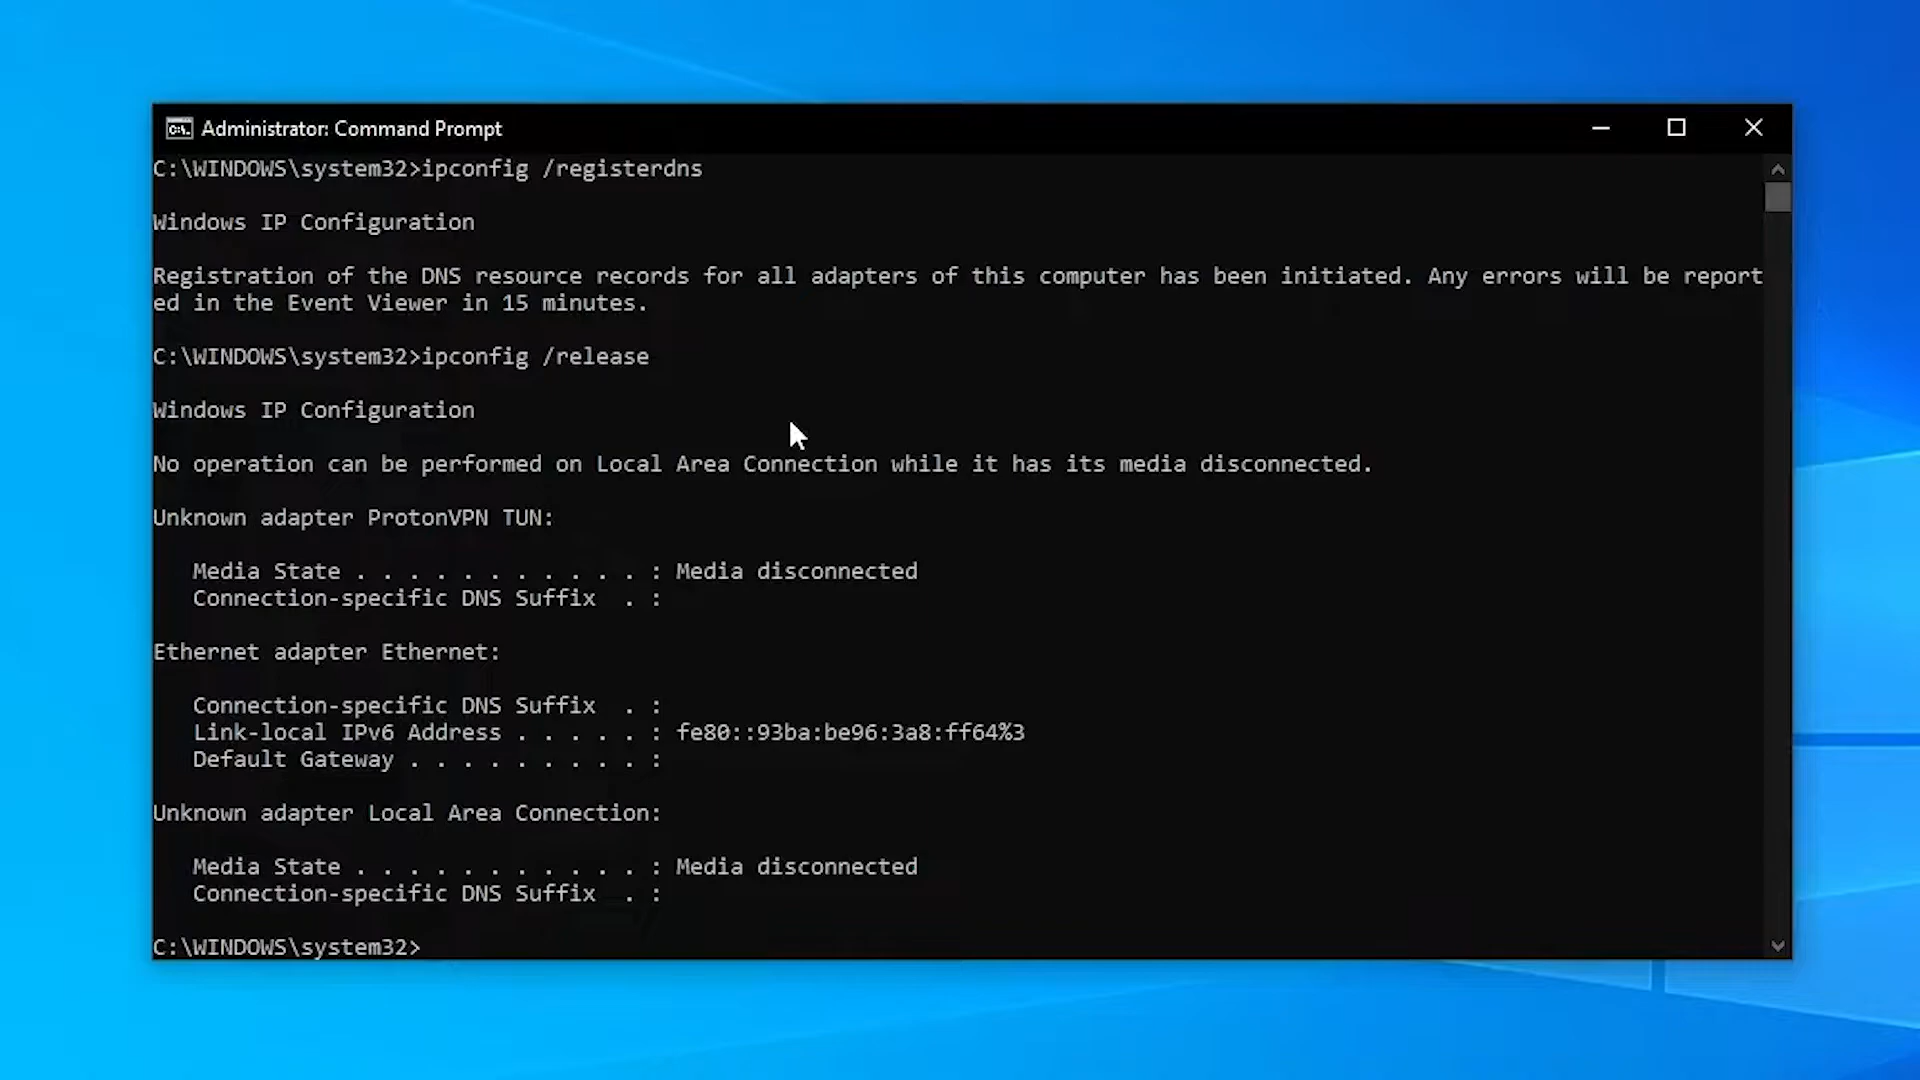 Administrator: Command Prompt
C:\WINDOWS\system32>ipconfig /registerdns
Windows IP Configuration
Registration of the DNS resource records for all adapters of this computer has been initiated. Any errors will be report
ed in the Event Viewer in 15 minutes.
C:\WINDOWS\system32>ipconfig /release
Windows IP Configuration
No operation can be performed on Local Area Connection while it has its media disconnected.
Unknown adapter ProtonVPN TUN:
Media State . . . . . . . . . . . : Media disconnected
Connection-specific DNS Suffix  . :
Ethernet adapter Ethernet:
Connection-specific DNS Suffix  . :
Link-local IPv6 Address . . . . . : fe80::93ba:be96:3a8:ff64%3
Default Gateway . . . . . . . . . :
Unknown adapter Local Area Connection:
Media State . . . . . . . . . . . : Media disconnected
Connection-specific DNS Suffix  . :
C:\WINDOWS\system32>